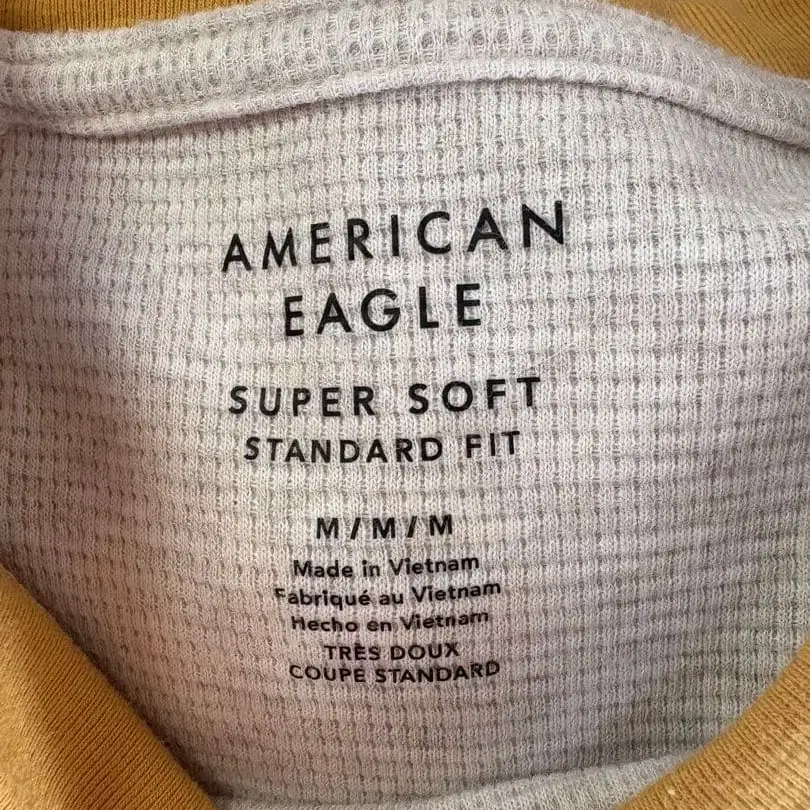 AMERICAN
EAGLE
SUPER SOFT
STANDARD FIT
M/M/M
Made in Vietnam
Fabriqué au Vietnam
Hecho en Vietnam
TRÈS DOUX
COUPE STANDARD